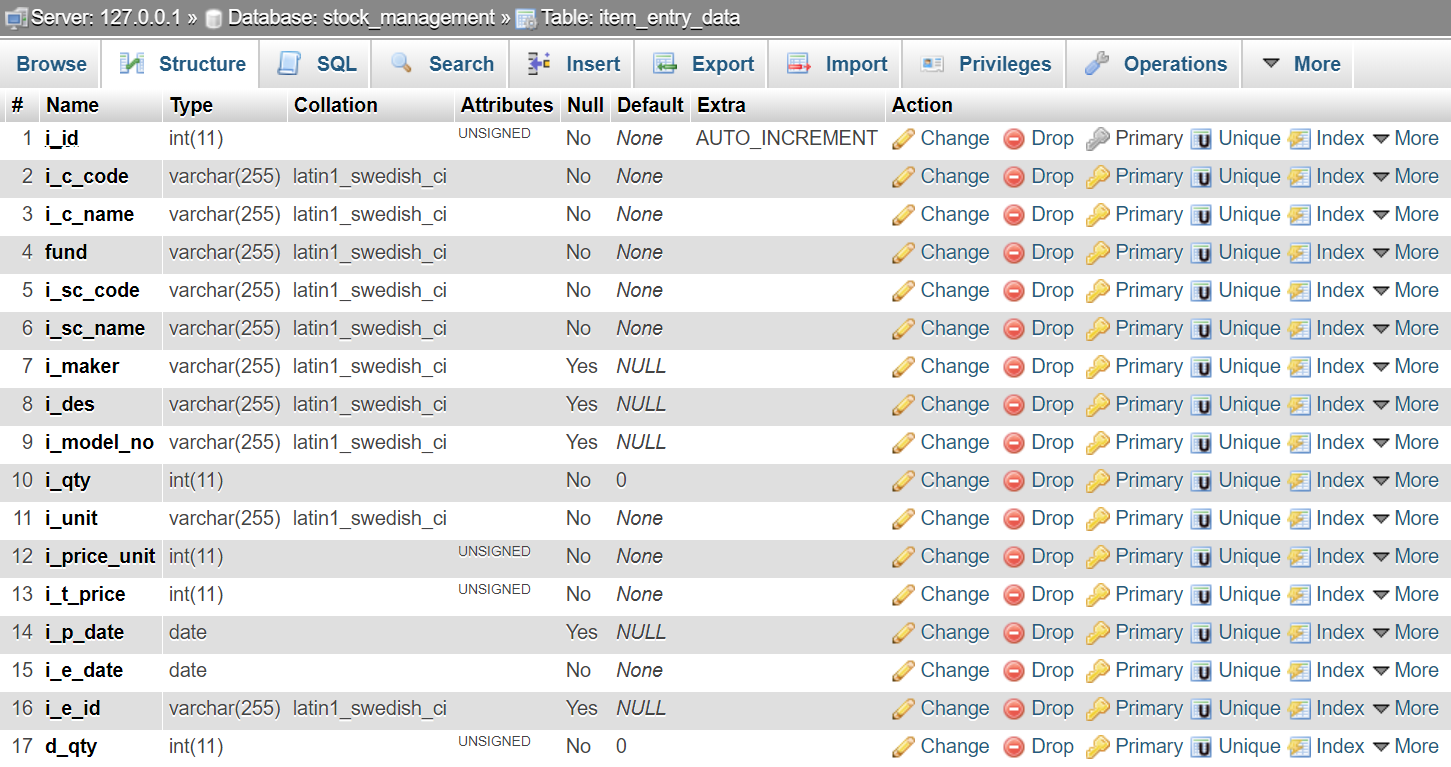 Server: 127.0.0.1 » Database: stock_management » Table: item_entry_data
Browse Structure SQL Search Insert Export Import Privileges Operations More
# Name Type Collation Attributes Null Default Extra Action
1 i_id int(11) UNSIGNED No None AUTO_INCREMENT Change Drop Primary Unique Index More
2 i_c_code varchar(255) latin1_swedish_ci No None Change Drop Primary Unique Index More
3 i_c_name varchar(255) latin1_swedish_ci No None Change Drop Primary Unique Index More
4 fund varchar(255) latin1_swedish_ci No None Change Drop Primary Unique Index More
5 i_sc_code varchar(255) latin1_swedish_ci No None Change Drop Primary Unique Index More
6 i_sc_name varchar(255) latin1_swedish_ci No None Change Drop Primary Unique Index More
7 i_maker varchar(255) latin1_swedish_ci Yes NULL Change Drop Primary Unique Index More
8 i_des varchar(255) latin1_swedish_ci Yes NULL Change Drop Primary Unique Index More
9 i_model_no varchar(255) latin1_swedish_ci Yes NULL Change Drop Primary Unique Index More
10 i_qty int(11) No 0 Change Drop Primary Unique Index More
11 i_unit varchar(255) latin1_swedish_ci No None Change Drop Primary Unique Index More
12 i_price_unit int(11) UNSIGNED No None Change Drop Primary Unique Index More
13 i_t_price int(11) UNSIGNED No None Change Drop Primary Unique Index More
14 i_p_date date Yes NULL Change Drop Primary Unique Index More
15 i_e_date date No None Change Drop Primary Unique Index More
16 i_e_id varchar(255) latin1_swedish_ci Yes NULL Change Drop Primary Unique Index More
17 d_qty int(11) UNSIGNED No 0 Change Drop Primary Unique Index More